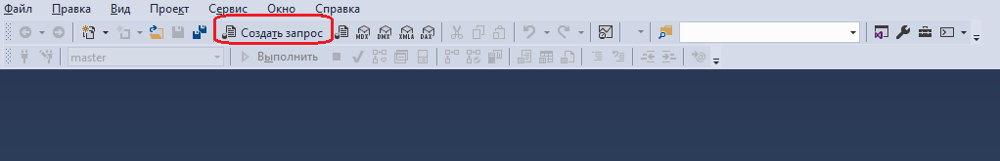 Файл Правка Вид Проект Сервис Окно Справка
Создать запрос MDX DMX XMLA DAX
master Выполнить